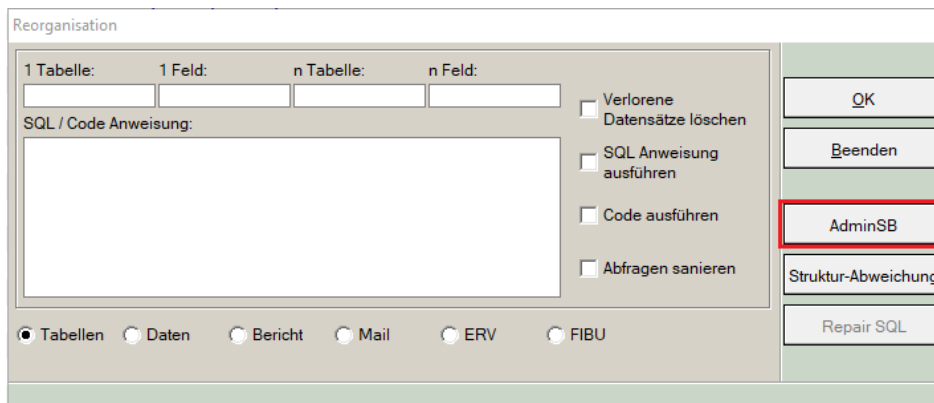 Reorganisation
1 Tabelle: 1 Feld: n Tabelle: n Feld:
SQL / Code Anweisung:
Verlorene
Datensätze löschen
SQL Anweisung
ausführen
Code ausführen
Abfragen sanieren
Tabellen Daten Bericht Mail ERV FIBU
OK
Beenden
AdminSB
Struktur-Abweichung
Repair SQL